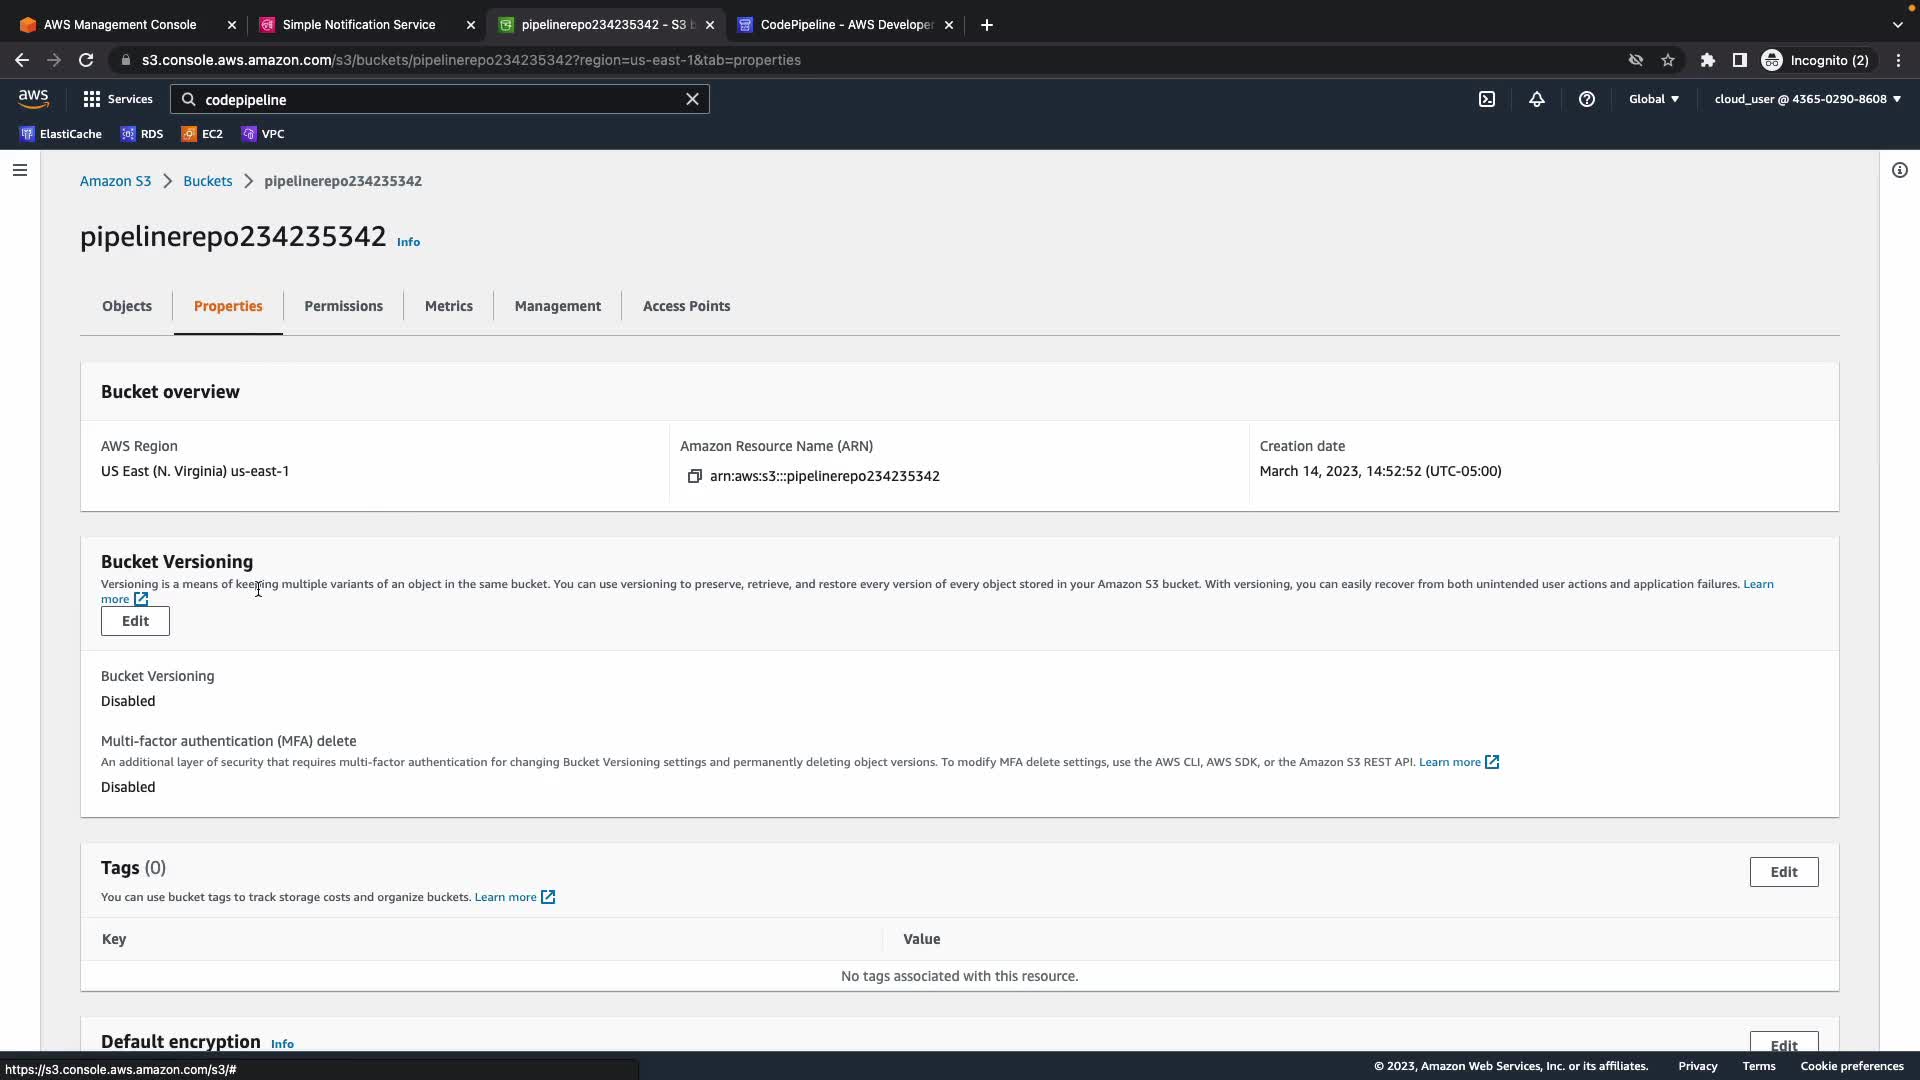 AWS Management Console
Simple Notification Service
pipelinerepo234235342 - S3 b
CodePipeline - AWS Developer
s3.console.aws.amazon.com/s3/buckets/pipelinerepo234235342?region=us-east-1&tab=properties
Incognito (2)
aws
Services
codepipeline
Global
cloud_user @ 4365-0290-8608
ElastiCache
RDS
EC2
VPC
Amazon S3 > Buckets > pipelinerepo234235342
pipelinerepo234235342 Info
Objects
Properties
Permissions
Metrics
Management
Access Points
Bucket overview
AWS Region
US East (N. Virginia) us-east-1
Amazon Resource Name (ARN)
arn:aws:s3:::pipelinerepo234235342
Creation date
March 14, 2023, 14:52:52 (UTC-05:00)
Bucket Versioning
Versioning is a means of keeping multiple variants of an object in the same bucket. You can use versioning to preserve, retrieve, and restore every version of every object stored in your Amazon S3 bucket. With versioning, you can easily recover from both unintended user actions and application failures. Learn
more
Edit
Bucket Versioning
Disabled
Multi-factor authentication (MFA) delete
An additional layer of security that requires multi-factor authentication for changing Bucket Versioning settings and permanently deleting object versions. To modify MFA delete settings, use the AWS CLI, AWS SDK, or the Amazon S3 REST API. Learn more
Disabled
Tags (0)
Edit
You can use bucket tags to track storage costs and organize buckets. Learn more
Key
Value
No tags associated with this resource.
Default encryption Info
Edit
https://s3.console.aws.amazon.com/s3/#
© 2023, Amazon Web Services, Inc. or its affiliates.
Privacy
Terms
Cookie preferences